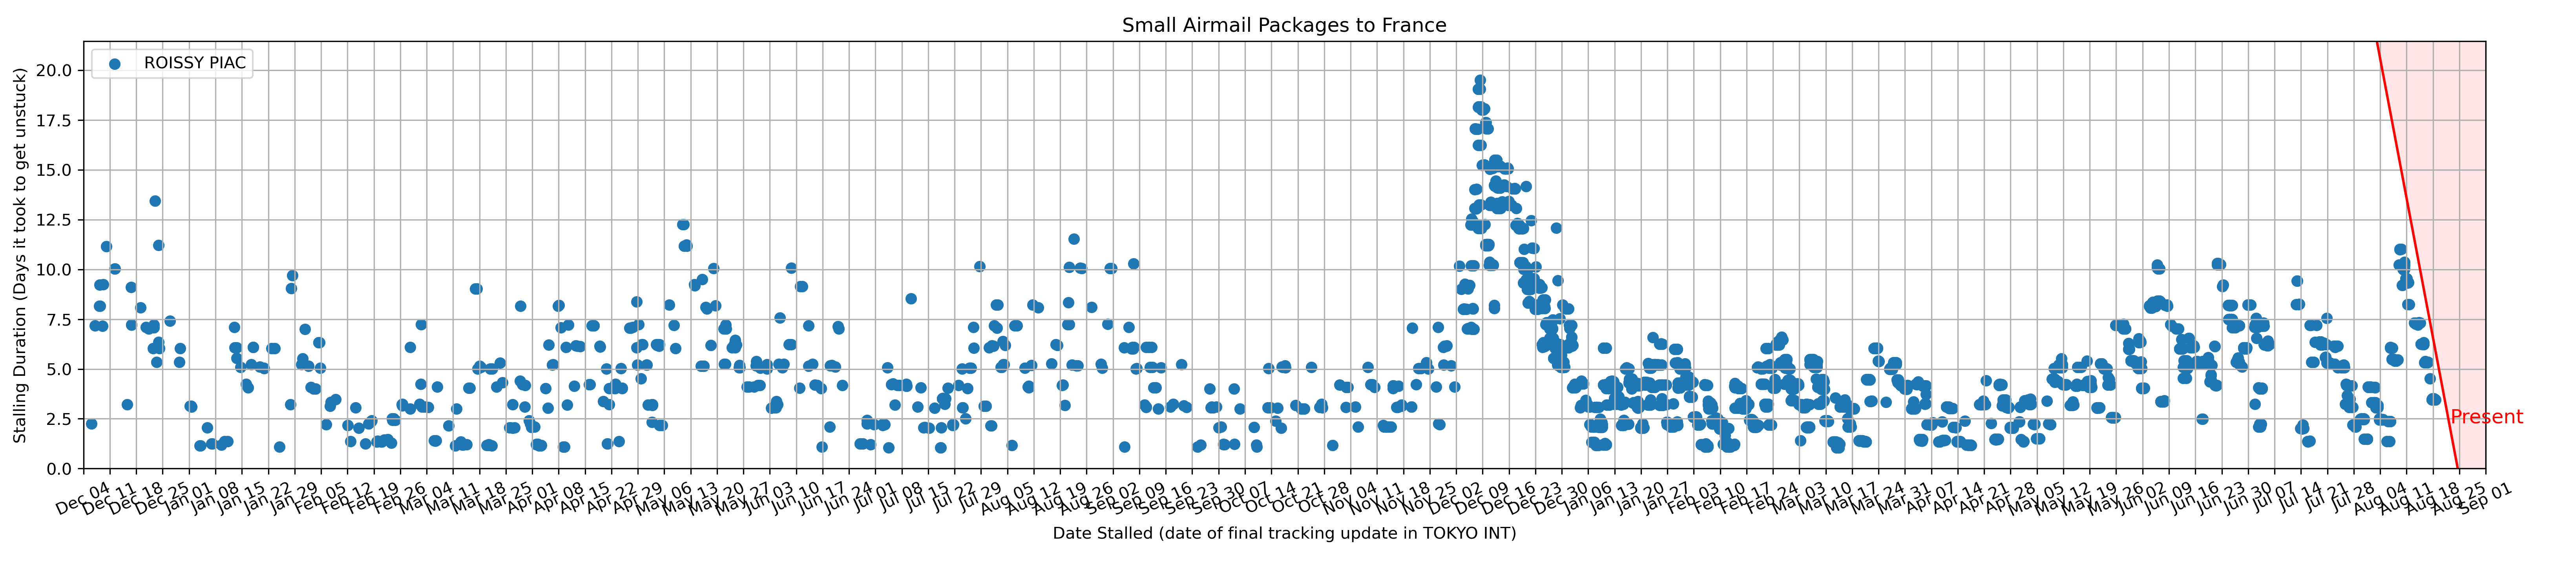 Small Airmail Packages to France
ROISSY PIAC
Stalling Duration (Days it took to get unstuck)
20.0
17.5
15.0
12.5
10.0
7.5
5.0
2.5
0.0
Present
Dec 04 Dec 11 Dec 18 Dec 25 Jan 01 Jan 08 Jan 15 Jan 22 Jan 29 Feb 05 Feb 12 Feb 19 Feb 26 Mar 04 Mar 11 Mar 18 Mar 25 Apr 01 Apr 08 Apr 15 Apr 22 Apr 29 May 06 May 13 May 20 May 27 Jun 03 Jun 10 Jun 17 Jun 24 Jul 01 Jul 08 Jul 15 Jul 22 Jul 29 Aug 05 Aug 12 Aug 19 Aug 26 Sep 02 Sep 09 Sep 16 Sep 23 Sep 30 Oct 07 Oct 14 Oct 21 Oct 28 Nov 04 Nov 11 Nov 18 Nov 25 Dec 02 Dec 09 Dec 16 Dec 23 Dec 30 Jan 06 Jan 13 Jan 20 Jan 27 Feb 03 Feb 10 Feb 17 Feb 24 Mar 03 Mar 10 Mar 17 Mar 24 Mar 31 Apr 07 Apr 14 Apr 21 Apr 28 May 05 May 12 May 19 May 26 Jun 02 Jun 09 Jun 16 Jun 23 Jun 30 Jul 07 Jul 14 Jul 21 Jul 28 Aug 04 Aug 11 Aug 18 Aug 25 Sep 01
Date Stalled (date of final tracking update in TOKYO INT)